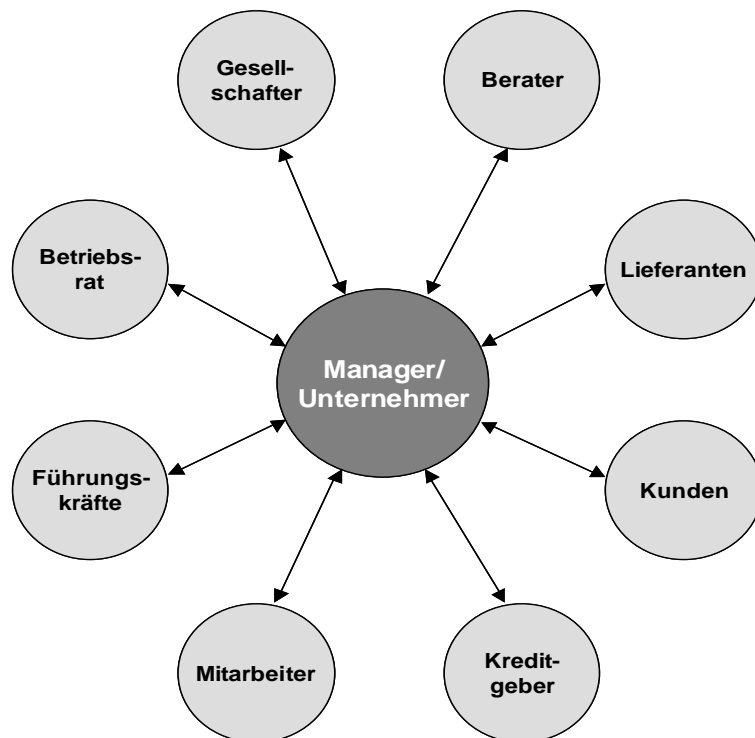 Gesell-
schafter
Berater
Betriebs-
rat
Lieferanten
Manager/
Unternehmer
Führungs-
kräfte
Kunden
Mitarbeiter
Kredit-
geber